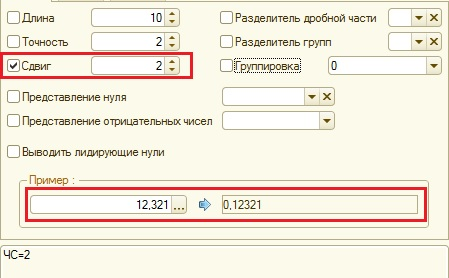 Длина 10 Разделитель дробной части
Точность 2 Разделитель групп
Сдвиг 2 Группировка 0
Представление нуля
Представление отрицательных чисел
Выводить лидирующие нули
Пример :
12,321 ... 0,12321
ЧС=2